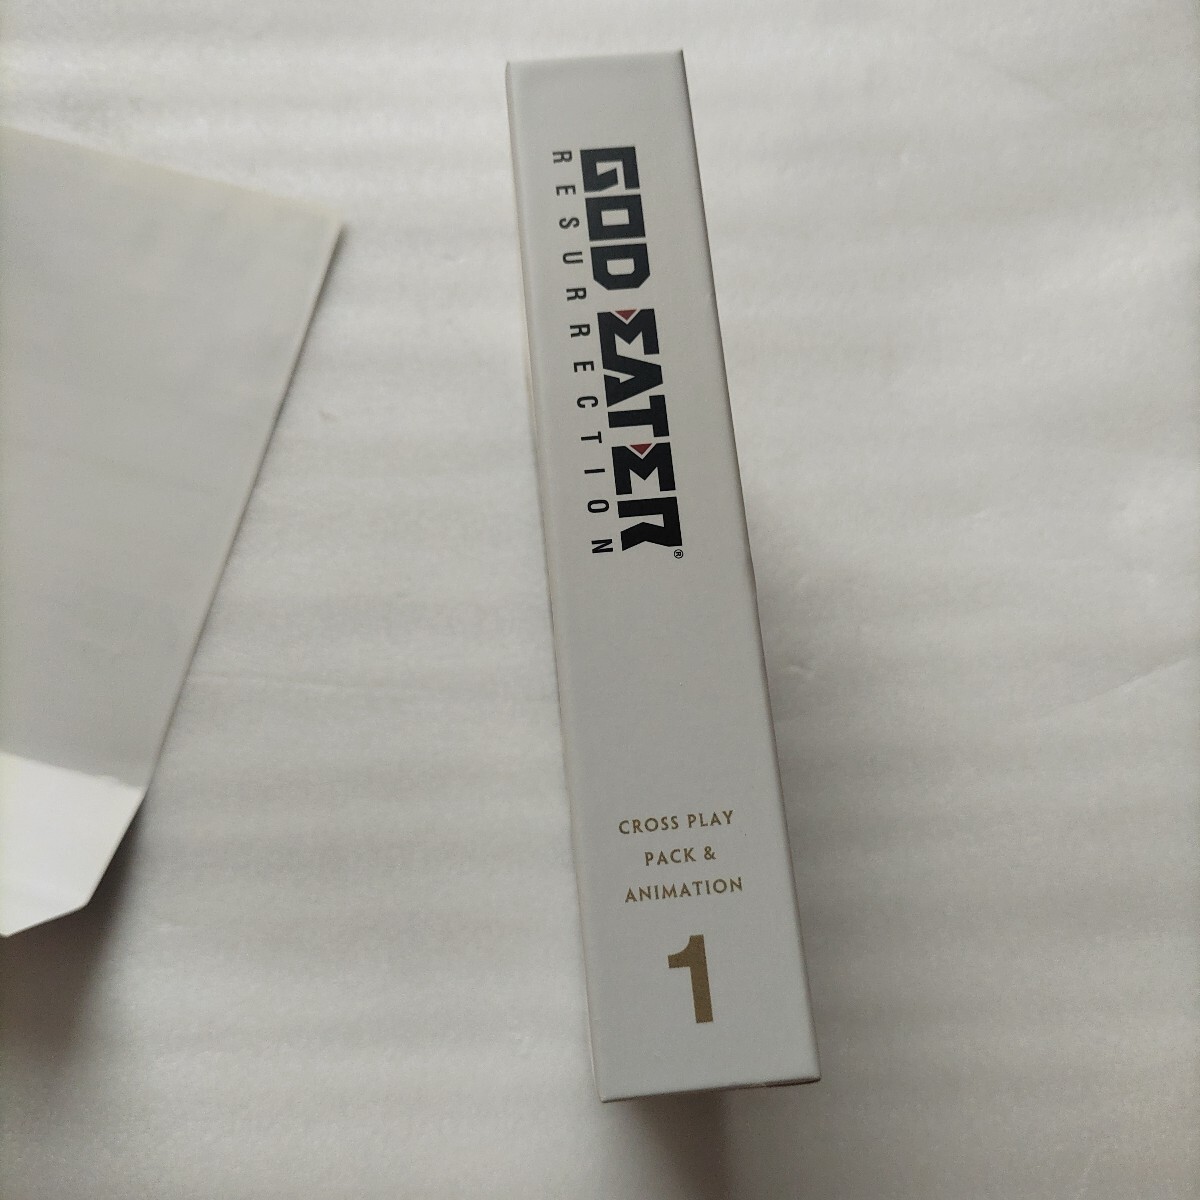 GOD EATER®
RESURRECTION
CROSS PLAY
PACK &
ANIMATION
1